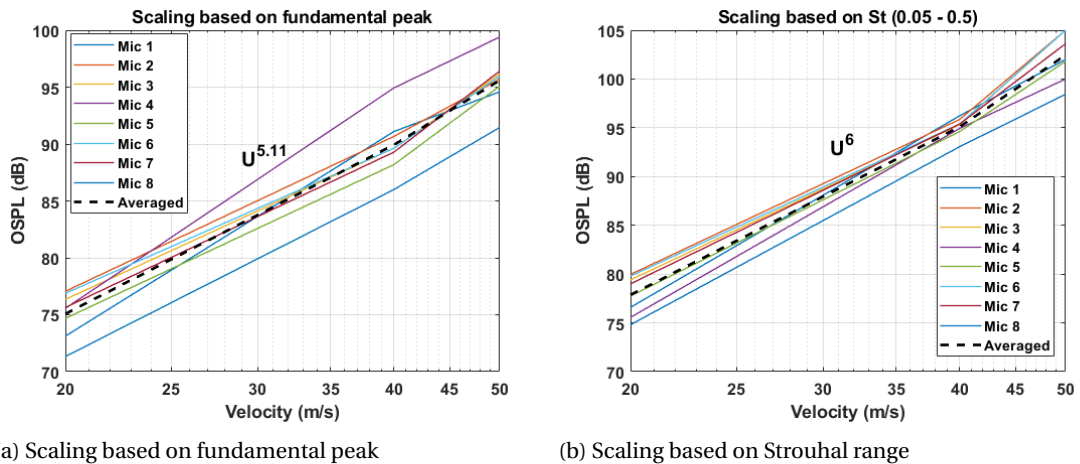 Scaling based on fundamental peak
100
95
90
85
80
75
70
OSPL (dB)
Mic 1
Mic 2
Mic 3
Mic 4
Mic 5
Mic 6
Mic 7
Mic 8
Averaged
U^5.11
20
25
30
35
40
45
50
Velocity (m/s)
(a) Scaling based on fundamental peak
Scaling based on St (0.05 - 0.5)
105
100
95
90
85
80
75
70
OSPL (dB)
U^6
Mic 1
Mic 2
Mic 3
Mic 4
Mic 5
Mic 6
Mic 7
Mic 8
Averaged
20
25
30
35
40
45
50
Velocity (m/s)
(b) Scaling based on Strouhal range